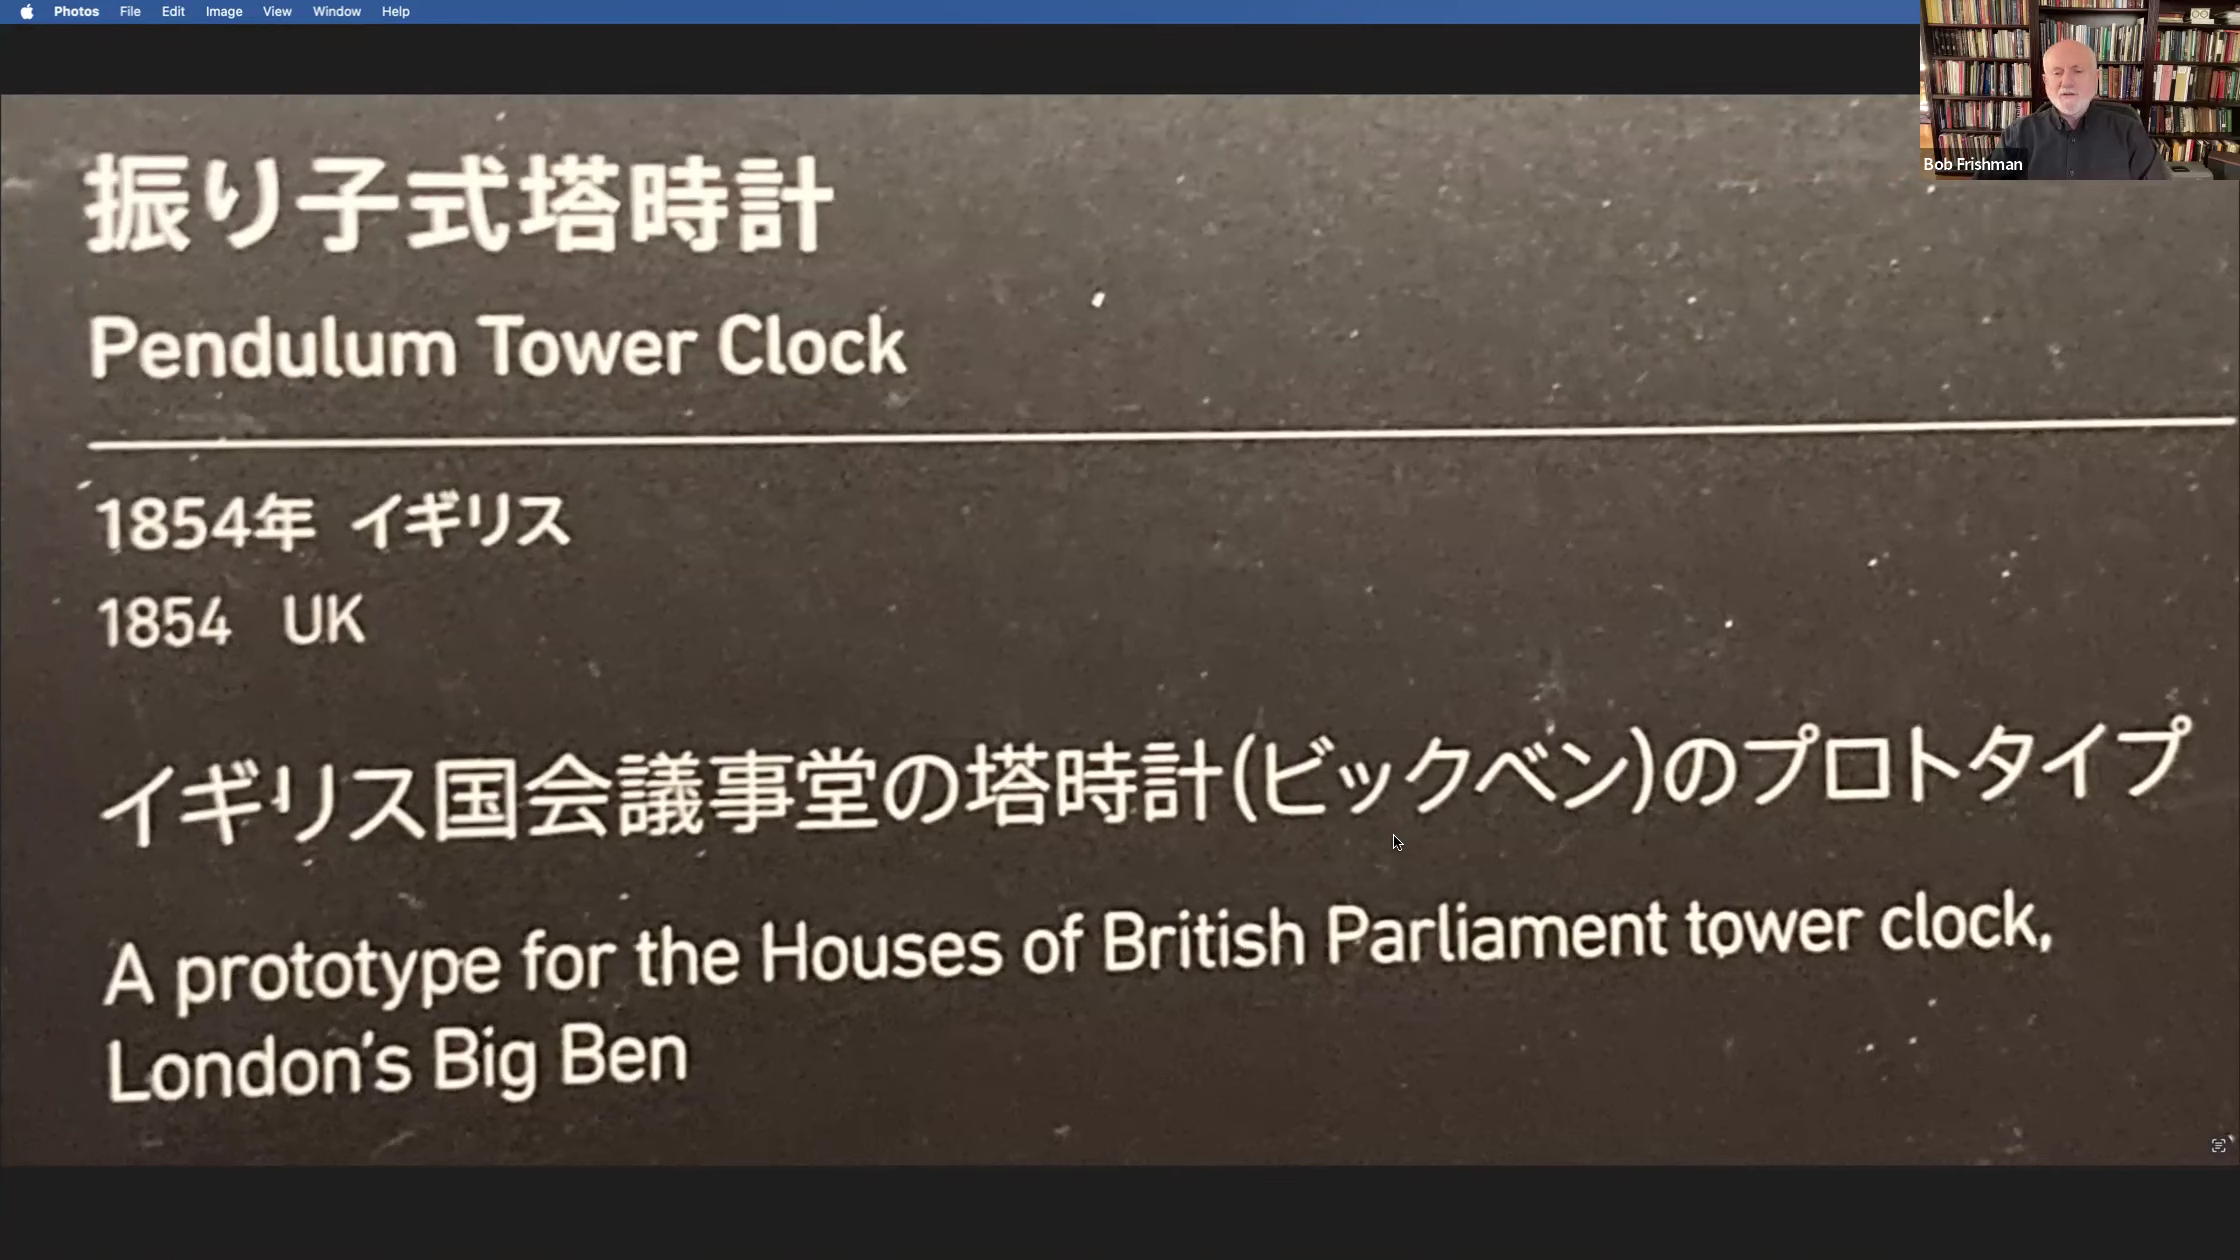 Photos File Edit Image View Window Help
Bob Frishman
振り子式塔時計
Pendulum Tower Clock
1854年 イギリス
1854 UK
イギリス国会議事堂の塔時計(ビックベン)のプロトタイプ
A prototype for the Houses of British Parliament tower clock,
London's Big Ben